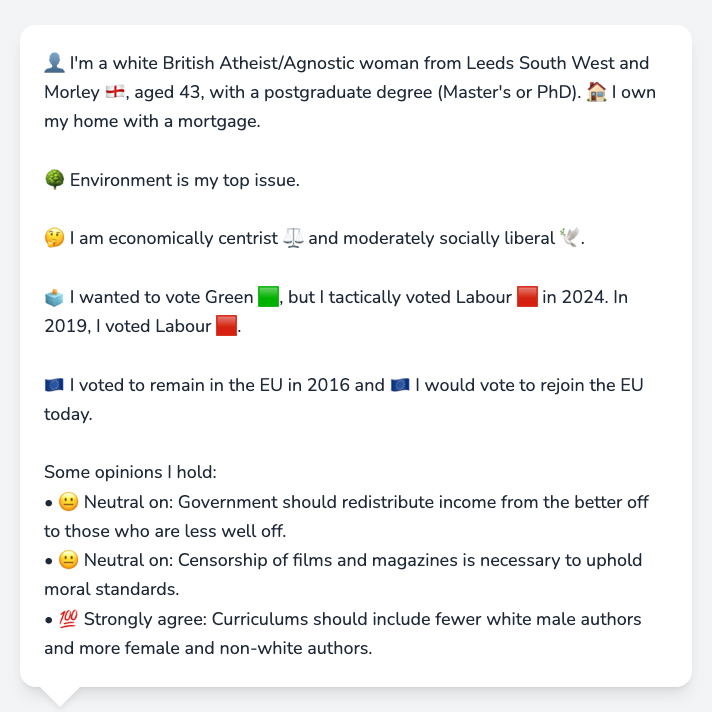 👤 I'm a white British Atheist/Agnostic woman from Leeds South West and
Morley 🏴󠁧󠁢󠁥󠁮󠁧󠁿, aged 43, with a postgraduate degree (Master's or PhD). 🏠 I own
my home with a mortgage.
🌳 Environment is my top issue.
🤔 I am economically centrist ⚖️ and moderately socially liberal 🕊️.
🗳️ I wanted to vote Green 🟩, but I tactically voted Labour 🟥 in 2024. In
2019, I voted Labour 🟥.
🇪🇺 I voted to remain in the EU in 2016 and 🇪🇺 I would vote to rejoin the EU
today.
Some opinions I hold:
• 😐 Neutral on: Government should redistribute income from the better off
to those who are less well off.
• 😐 Neutral on: Censorship of films and magazines is necessary to uphold
moral standards.
• 💯 Strongly agree: Curriculums should include fewer white male authors
and more female and non-white authors.